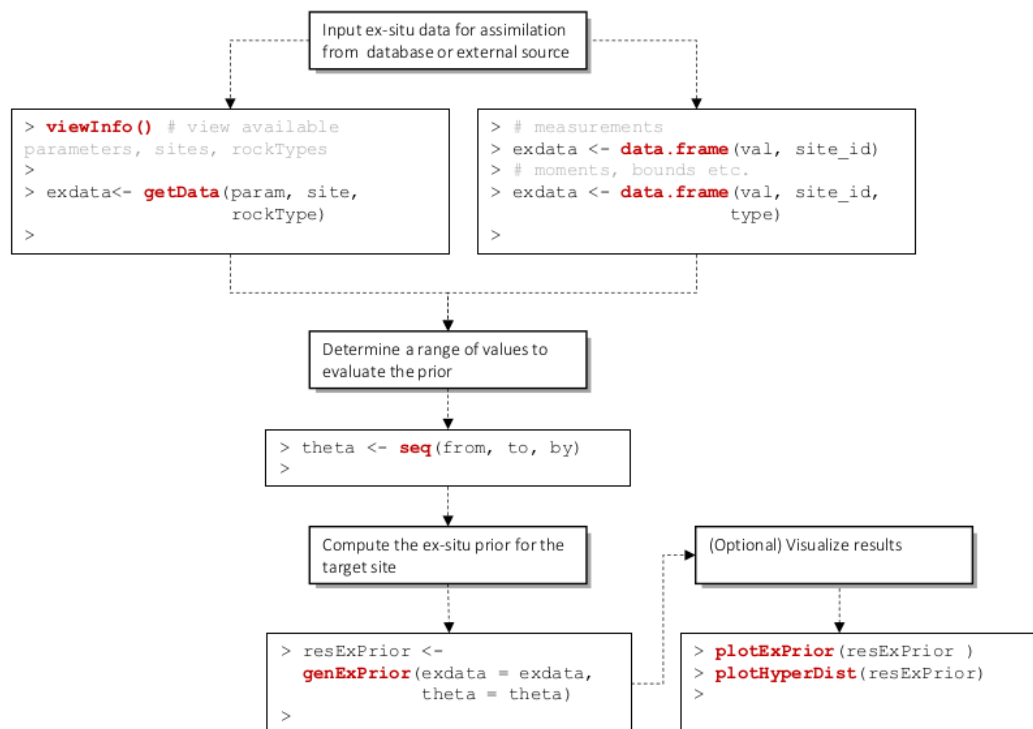 Input ex-situ data for assimilation
from database or external source
> viewInfo() # view available
parameters, sites, rockTypes
>
> exdata<- getData(param, site,
rockType)
>
> # measurements
> exdata <- data.frame(val, site_id)
> # moments, bounds etc.
> exdata <- data.frame(val, site_id,
type)
>
Determine a range of values to
evaluate the prior
> theta <- seq(from, to, by)
>
Compute the ex-situ prior for the
target site
(Optional) Visualize results
> resExPrior <-
genExPrior(exdata = exdata,
theta = theta)
>
> plotExPrior(resExPrior )
> plotHyperDist(resExPrior)
>